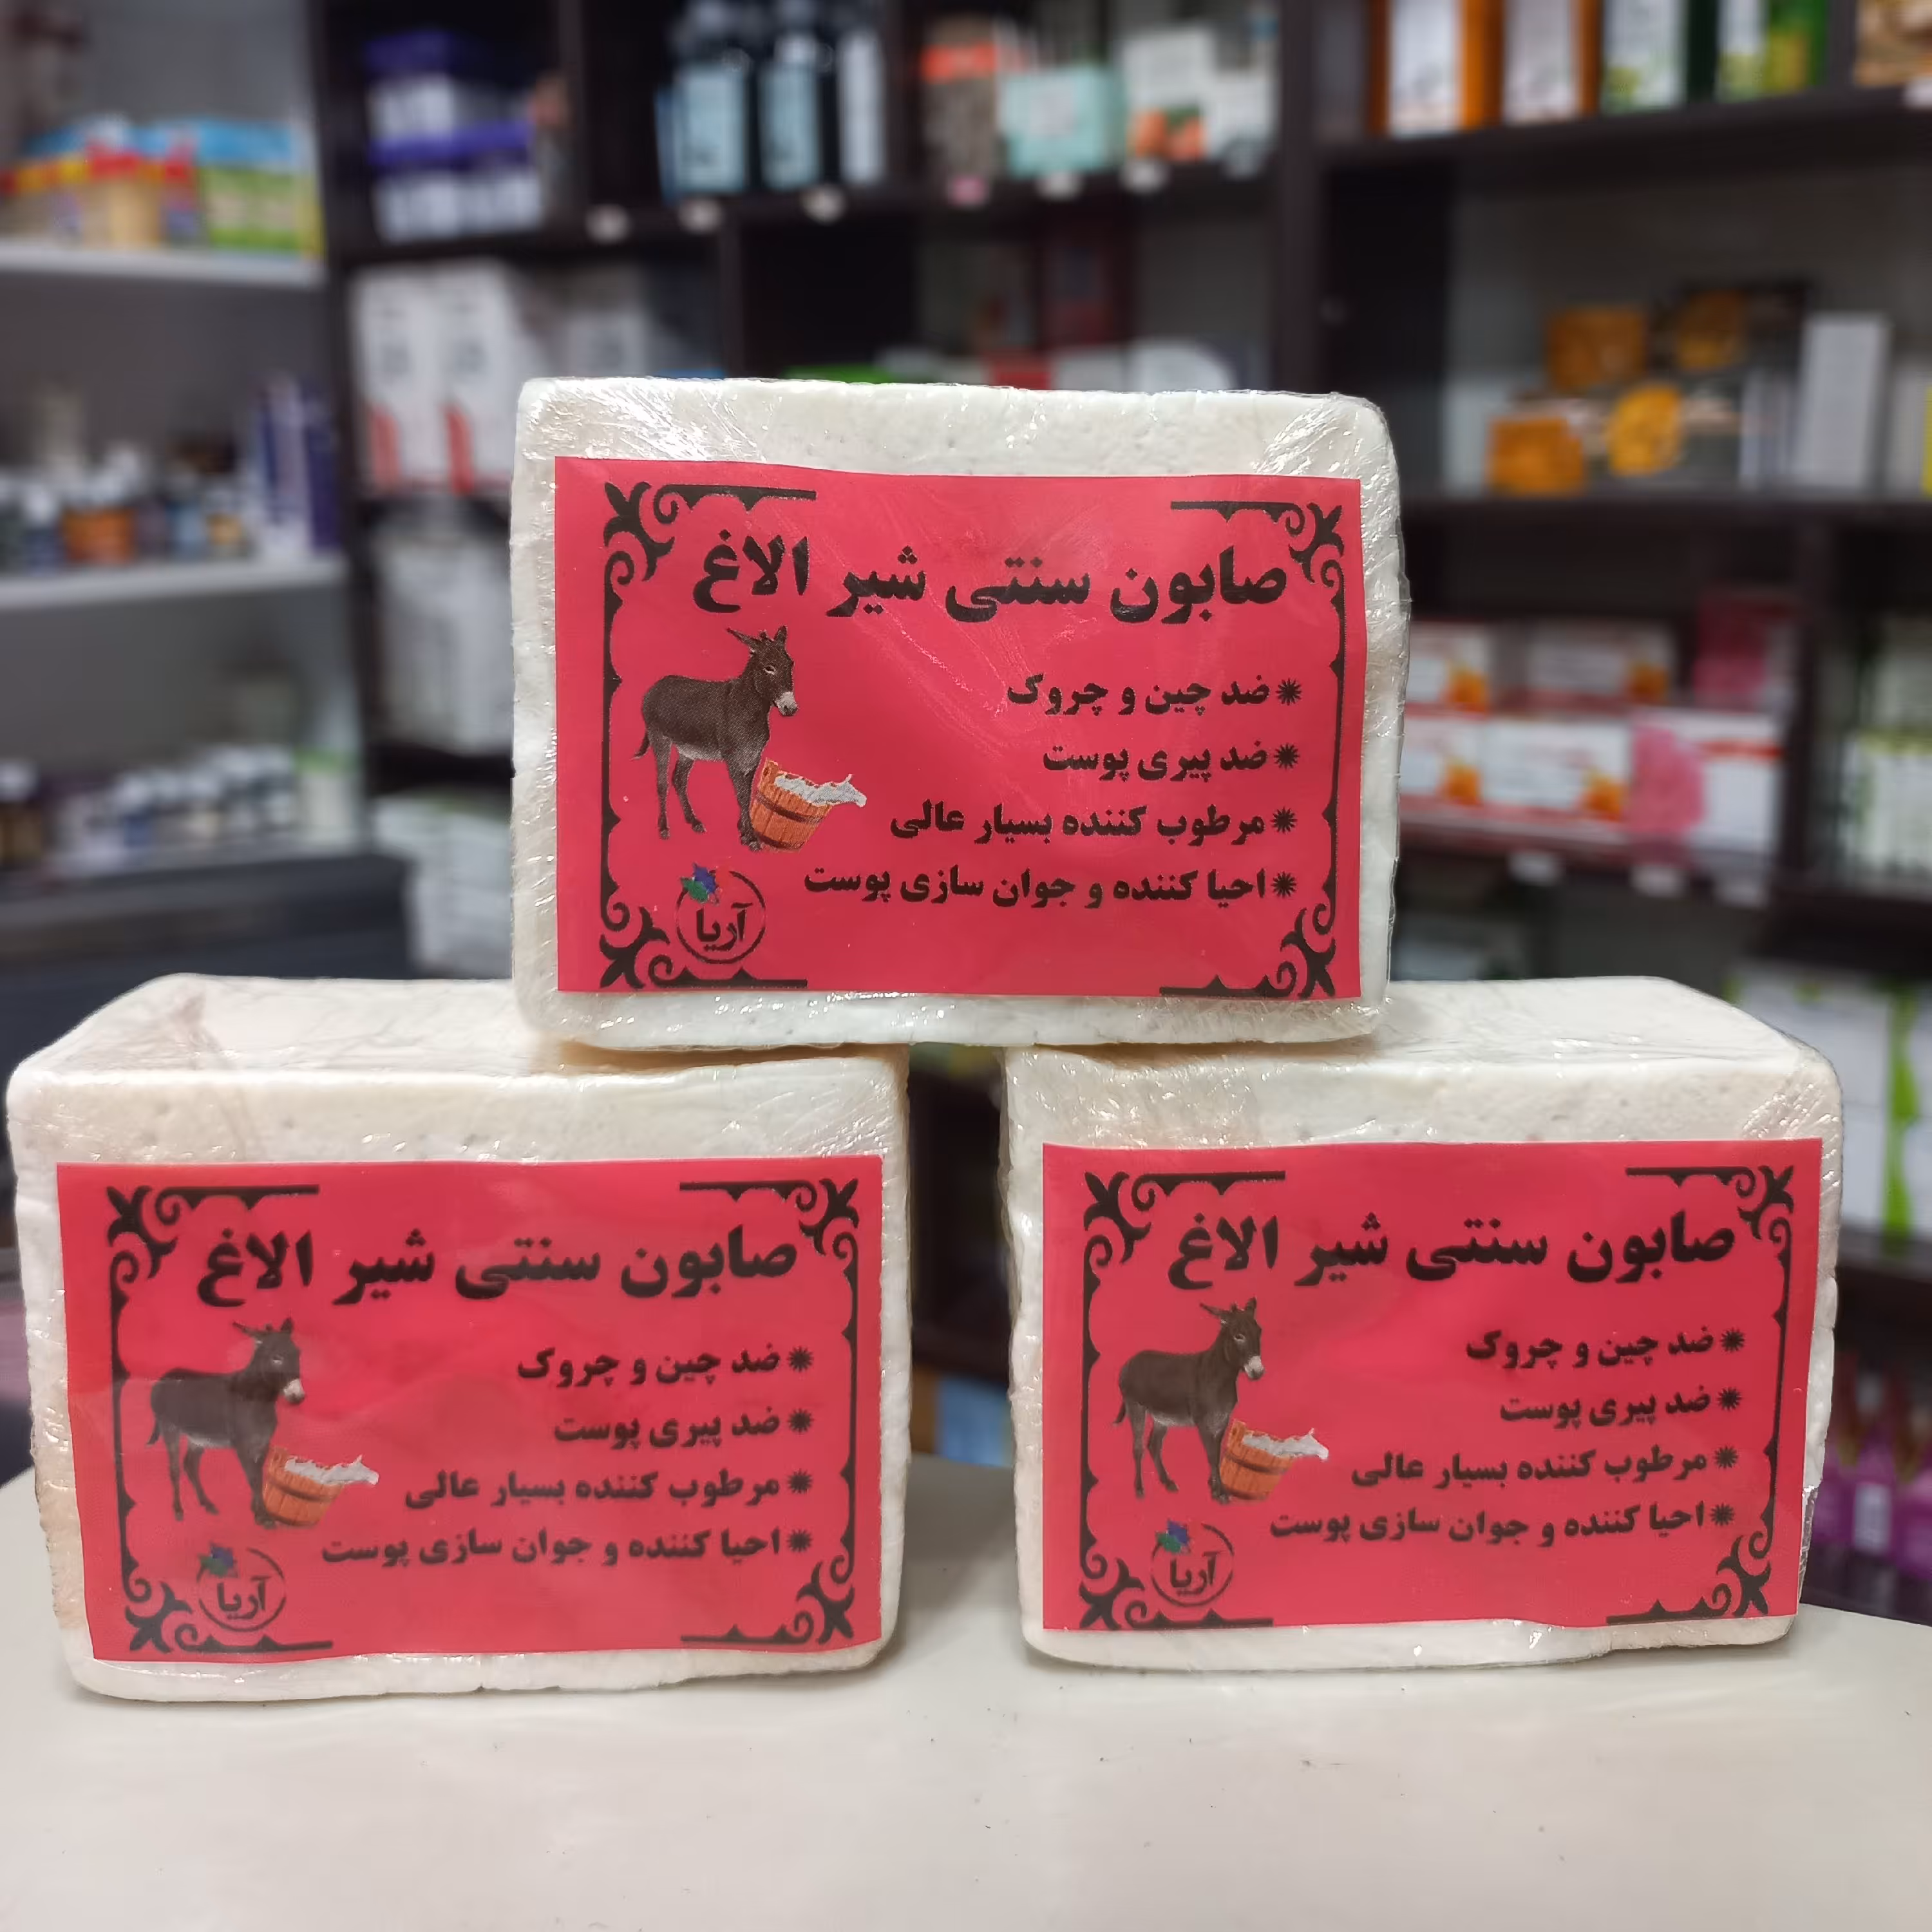 صابون سنتی شیر الاغ
ضد چین و چروک
ضد پیری پوست
مرطوب کننده بسیار عالی
احیا کننده و جوان سازی پوست
آریا
صابون سنتی شیر الاغ
ضد چین و چروک
ضد پیری پوست
مرطوب کننده بسیار عالی
احیا کننده و جوان سازی پوست
آریا
صابون سنتی شیر الاغ
ضد چین و چروک
ضد پیری پوست
مرطوب کننده بسیار عالی
احیا کننده و جوان سازی پوست
آریا